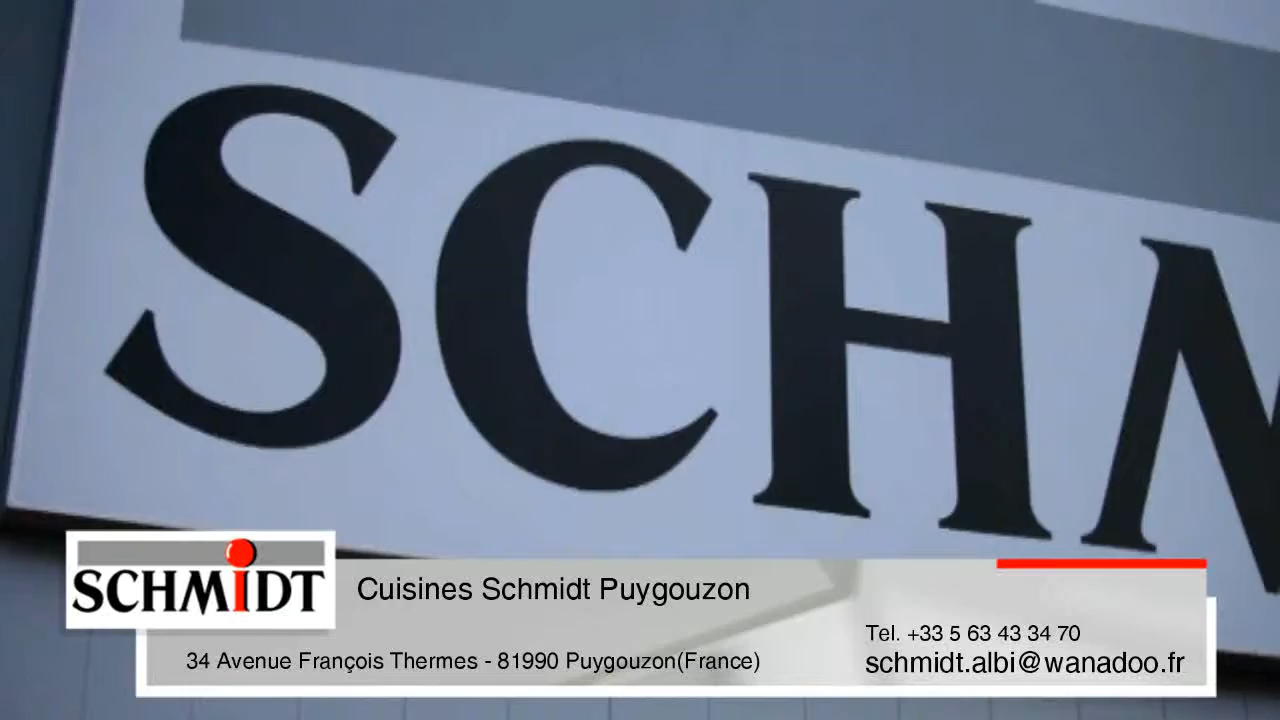 SCHM
SCHMiDT
Cuisines Schmidt Puygouzon
Tel. +33 5 63 43 34 70
34 Avenue François Thermes - 81990 Puygouzon(France)
schmidt.albi@wanadoo.fr